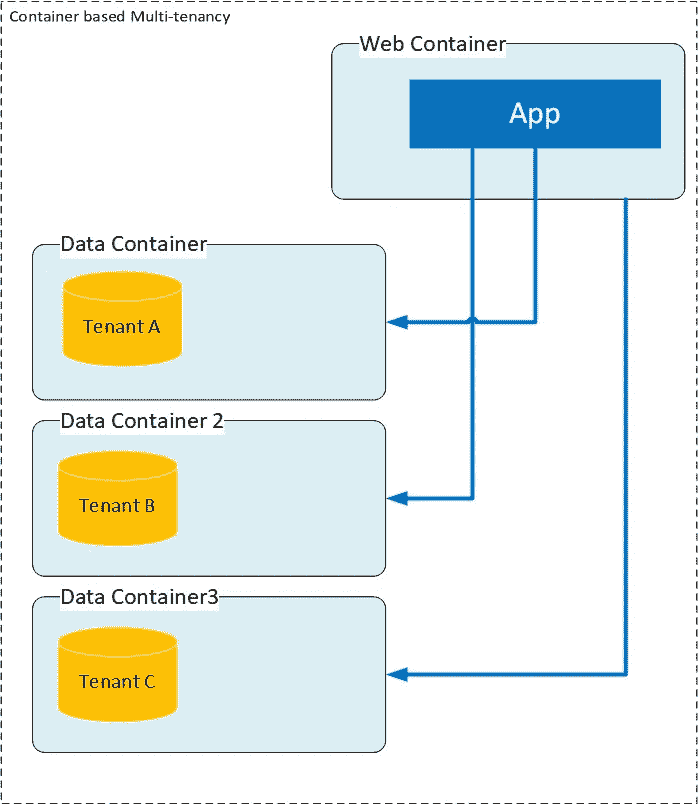 Container based Multi-tenancy
Web Container
App
Data Container
Tenant A
Data Container 2
Tenant B
Data Container3
Tenant C